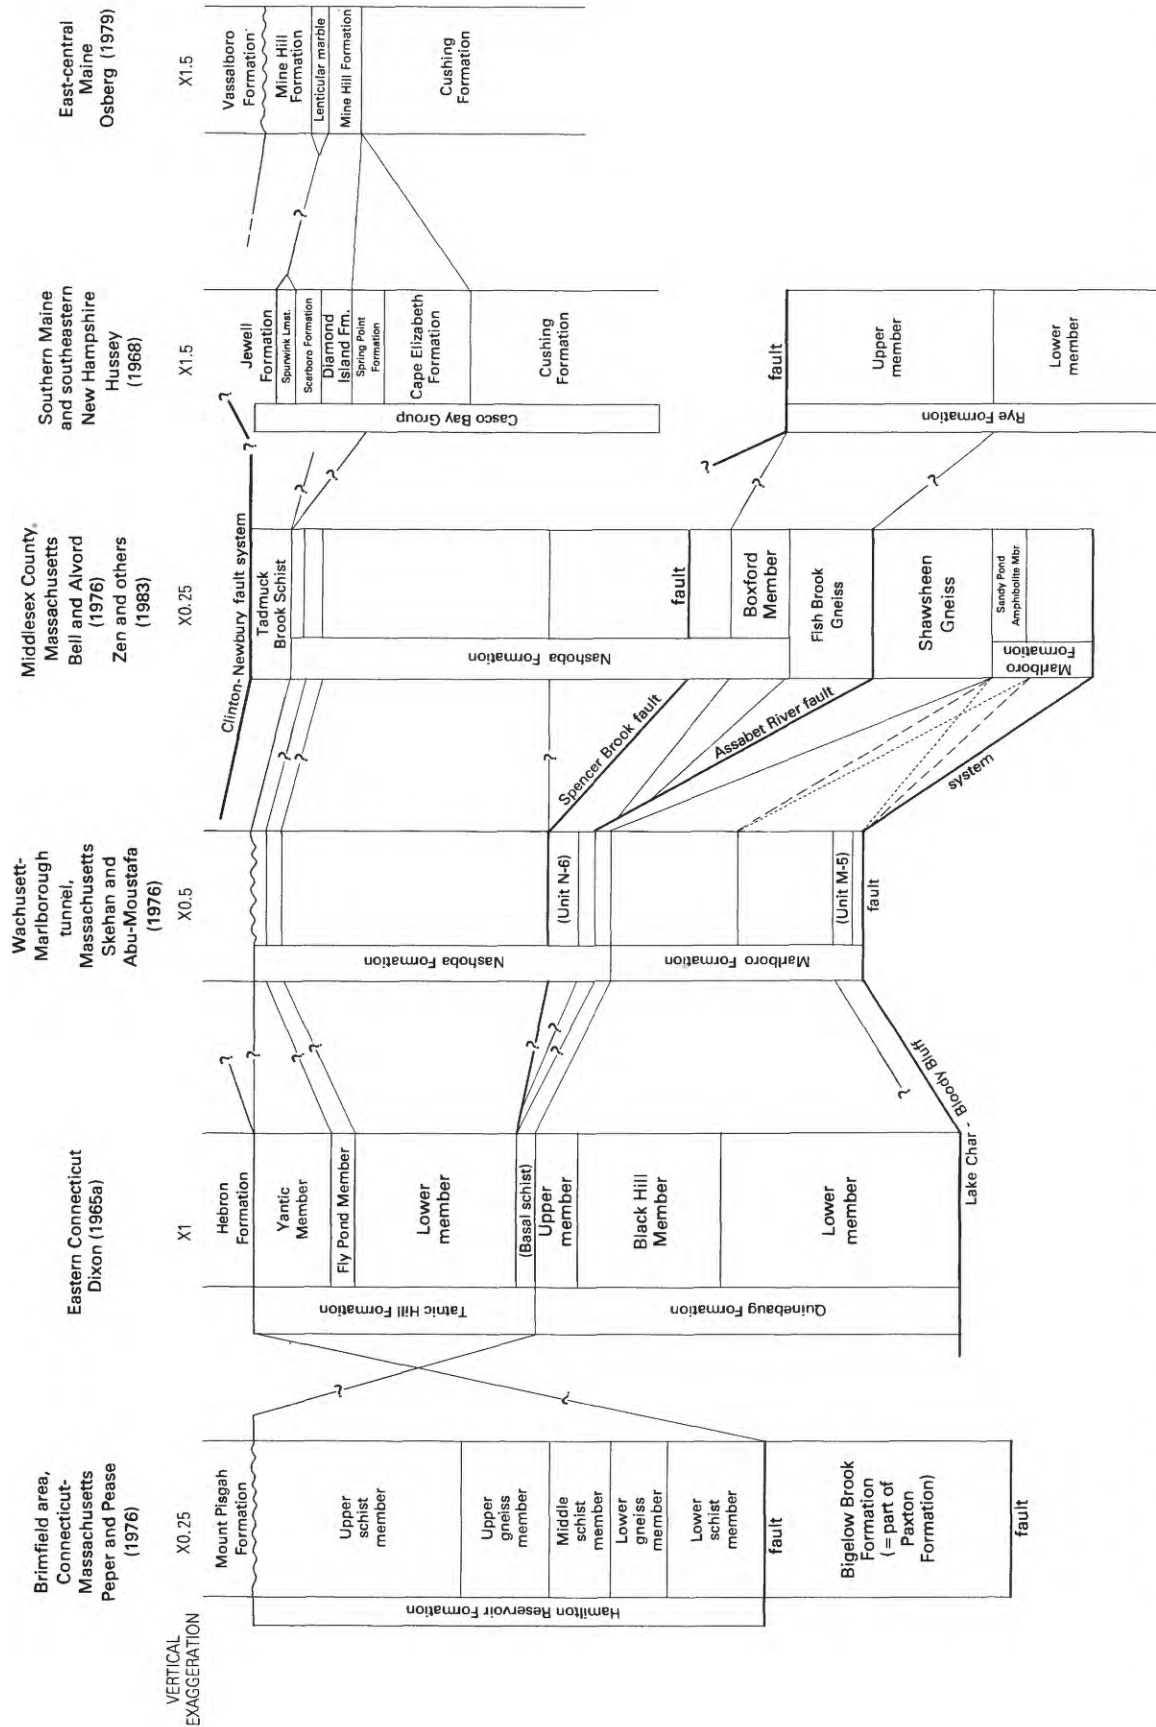 VERTICAL
EXAGGERATION
Brimfield area,
Connecticut-
Massachusetts
Peper and Pease
(1976)
X0.25
Mount Pisgah
Formation
Upper
schist
member
Upper
gneiss
member
Middle
schist
member
Lower
gneiss
member
Lower
schist
member
fault
Bigelow Brook
Formation
(= part of
Paxton
Formation)
fault
Hamilton Reservoir Formation
?
?
Eastern Connecticut
Dixon (1965a)
X1
Hebron
Formation
Yantic
Member
Fly Pond Member
Lower
member
(Basal schist)
Upper
member
Black Hill
Member
Lower
member
Tatnic Hill Formation
Quinebaug Formation
Lake Char - Bloody Bluff
?
?
?
?
?
?
?
?
Wachusett-
Marlborough
tunnel,
Massachusetts
Skehan and
Abu-Moustafa
(1976)
X0.5
(Unit N-6)
(Unit M-5)
fault
Nashoba Formation
Marlboro Formation
?
?
?
Spencer Brook fault
Assabet River fault
system
Middlesex County,
Massachusetts
Bell and Alvord
(1976)
Zen and others
(1983)
X0.25
Clinton-Newbury fault system
Tadmuck
Brook Schist
fault
Boxford
Member
Fish Brook
Gneiss
Shawsheen
Gneiss
Sandy Pond
Amphibolite Mbr
Nashoba Formation
Marlboro
Formation
?
?
?
?
?
?
?
Southern Maine
and southeastern
New Hampshire
Hussey
(1968)
X1.5
Jewell
Formation
Spurwink Lmst.
Scarboro Formation
Diamond
Island Fm.
Spring Point
Formation
Cape Elizabeth
Formation
Cushing
Formation
Casco Bay Group
fault
Upper
member
Lower
member
Rye Formation
?
East-central
Maine
Osberg (1979)
X1.5
Vassalboro
Formation
Mine Hill
Formation
Lenticular marble
Mine Hill Formation
Cushing
Formation